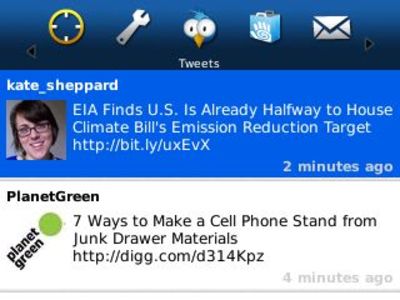 Tweets
kate_sheppard
EIA Finds U.S. Is Already Halfway to House
Climate Bill's Emission Reduction Target
http://bit.ly/uxEvX
2 minutes ago
PlanetGreen
planet
green
7 Ways to Make a Cell Phone Stand from
Junk Drawer Materials
http://digg.com/d314Kpz
4 minutes ago